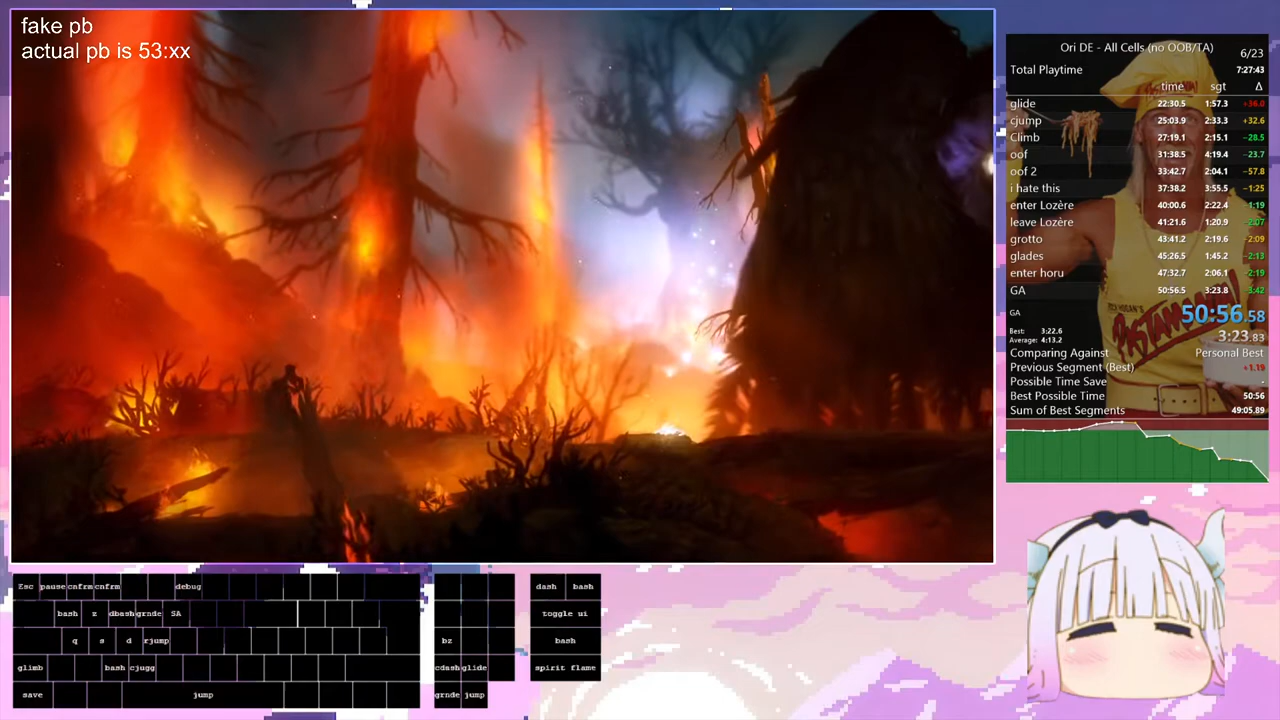 fake pb
actual pb is 53:xx
Ori DE - All Cells (no OOB/TA)
6/23
Total Playtime 7:27:43
time sgt Δ
glide 22:30.5 1:57.3 +36.0
cjump 25:03.9 2:33.3 +32.6
Climb 27:19.1 2:15.1 −28.5
oof 31:38.5 4:19.4 −23.7
oof 2 33:42.7 2:04.1 −57.8
i hate this 37:38.2 3:55.5 −1:25
enter Lozère 40:00.6 2:22.4 −1:19
leave Lozère 41:21.6 1:20.9 −2:07
grotto 43:41.2 2:19.6 −2:09
glades 45:26.5 1:45.2 −2:13
enter horu 47:32.7 2:06.1 −2:19
GA 50:56.5 3:23.8 −3:42
GA 50:56.58
Best: 3:22.6 3:23.83
Average: 4:13.2
Comparing Against Personal Best
Previous Segment (Best) +1.19
Possible Time Save -
Best Possible Time 50:56
Sum of Best Segments 49:05.89
Esc pause cnfrm cnfrm debug
bash z dbash grnde SA
q s d rjump
glimb bash cjugg
save jump
bz
cdash glide
grnde jump
dash bash
toggle ui
bash
spirit flame